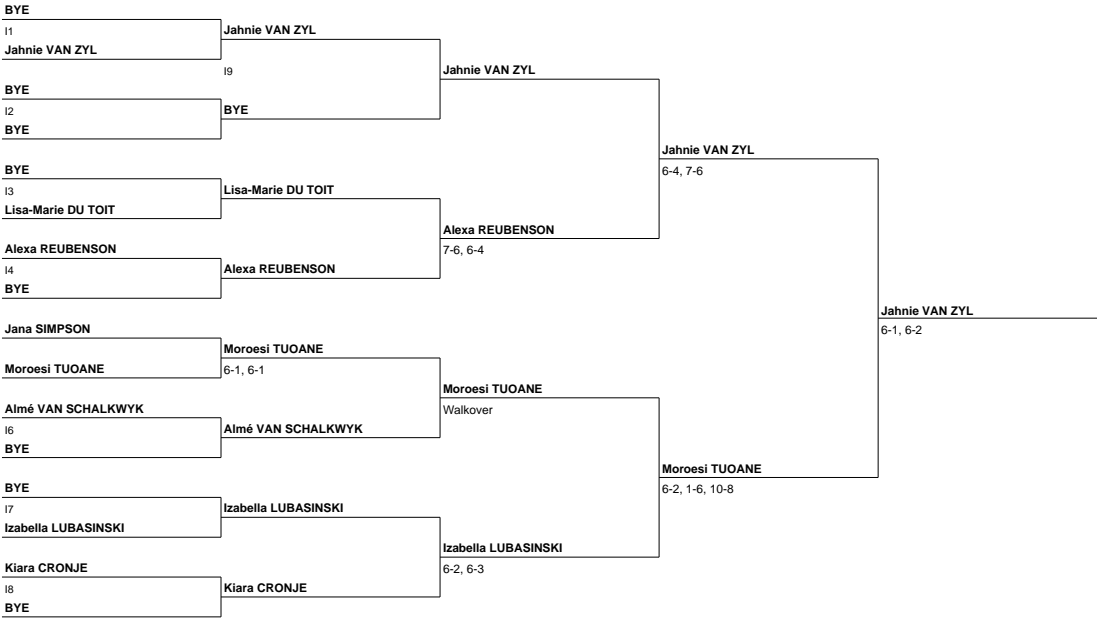 BYE
I1
Jahnie VAN ZYL
BYE
I2
BYE
BYE
I3
Lisa-Marie DU TOIT
Alexa REUBENSON
I4
BYE
Jana SIMPSON
Moroesi TUOANE
Almé VAN SCHALKWYK
I6
BYE
BYE
I7
Izabella LUBASINSKI
Kiara CRONJE
I8
BYE
Jahnie VAN ZYL
I9
BYE
Lisa-Marie DU TOIT
Alexa REUBENSON
Moroesi TUOANE
6-1, 6-1
Almé VAN SCHALKWYK
Izabella LUBASINSKI
Kiara CRONJE
Jahnie VAN ZYL
Alexa REUBENSON
7-6, 6-4
Moroesi TUOANE
Walkover
Izabella LUBASINSKI
6-2, 6-3
Jahnie VAN ZYL
6-4, 7-6
Moroesi TUOANE
6-2, 1-6, 10-8
Jahnie VAN ZYL
6-1, 6-2